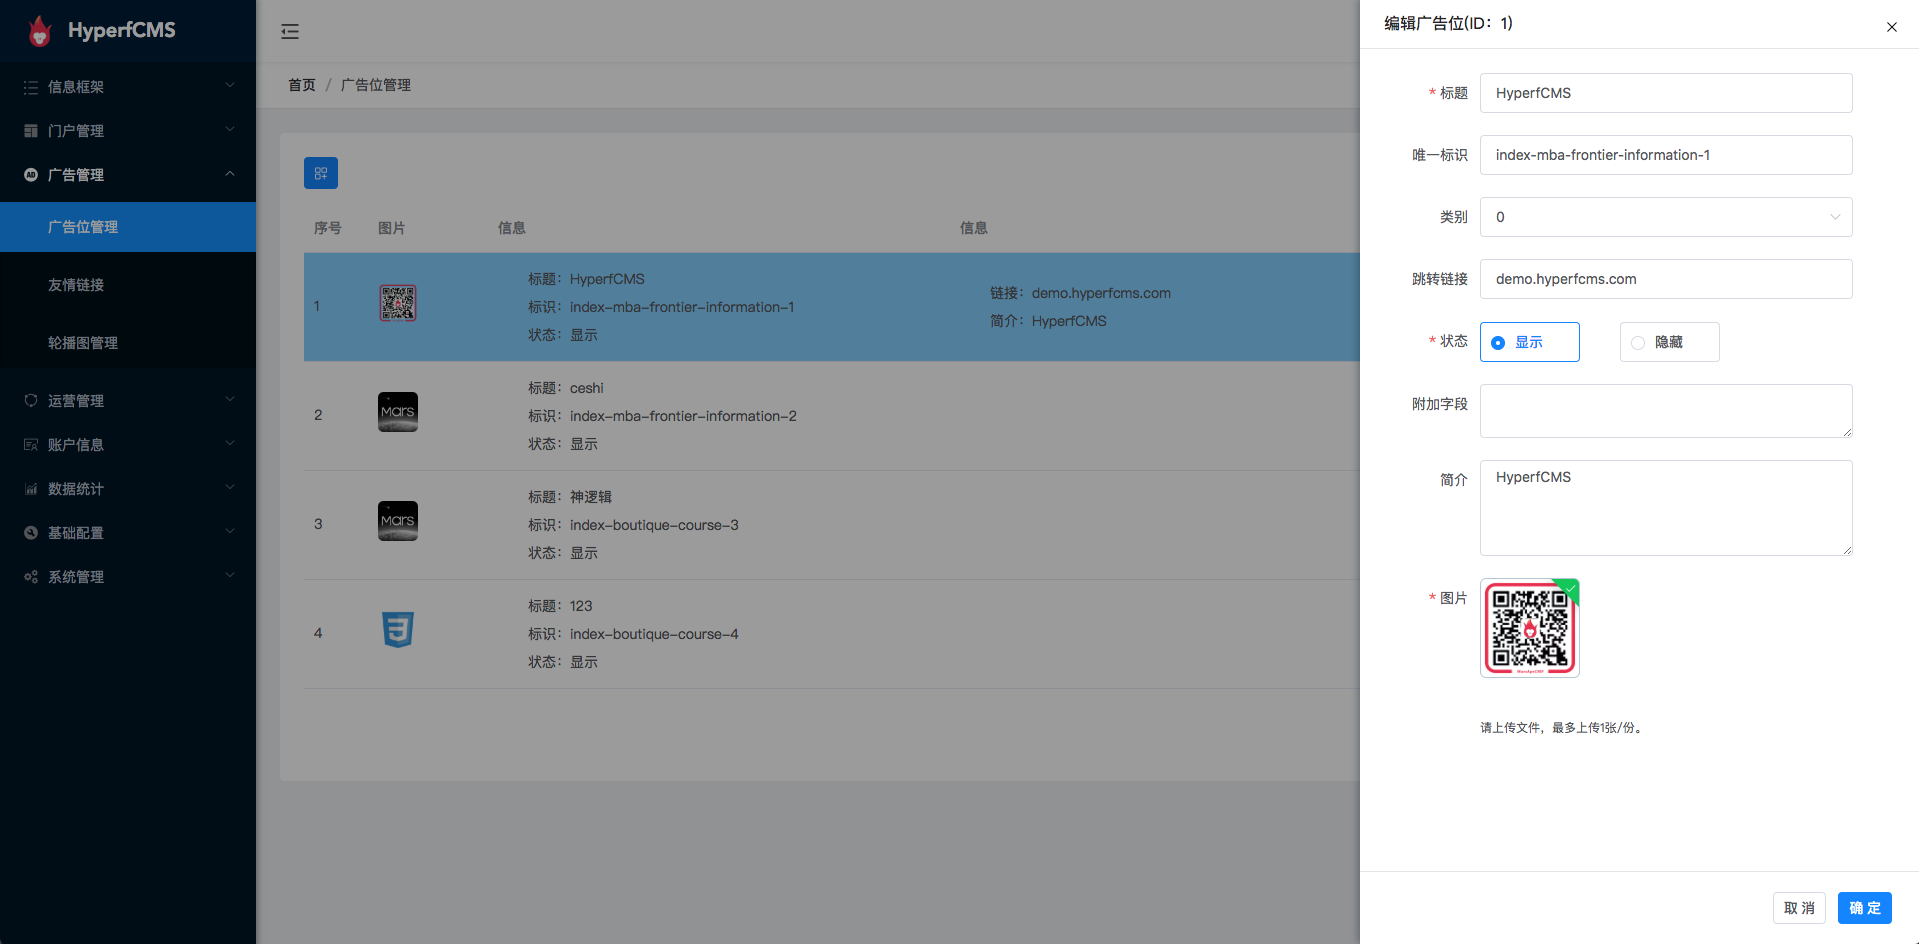 HyperfCMS
信息框架
门户管理
广告管理
广告位管理
友情链接
轮播图管理
运营管理
账户信息
数据统计
基础配置
系统管理
首页 / 广告位管理
序号 图片 信息 信息
1
标题：HyperfCMS
标识：index-mba-frontier-information-1
状态：显示
链接：demo.hyperfcms.com
简介：HyperfCMS
2
Mars
标题：ceshi
标识：index-mba-frontier-information-2
状态：显示
3
Mars
标题：神逻辑
标识：index-boutique-course-3
状态：显示
4
标题：123
标识：index-boutique-course-4
状态：显示
编辑广告位(ID：1)
* 标题 HyperfCMS
唯一标识 index-mba-frontier-information-1
类别 0
跳转链接 demo.hyperfcms.com
* 状态 显示 隐藏
附加字段
简介 HyperfCMS
* 图片
请上传文件，最多上传1张/份。
取 消 确 定